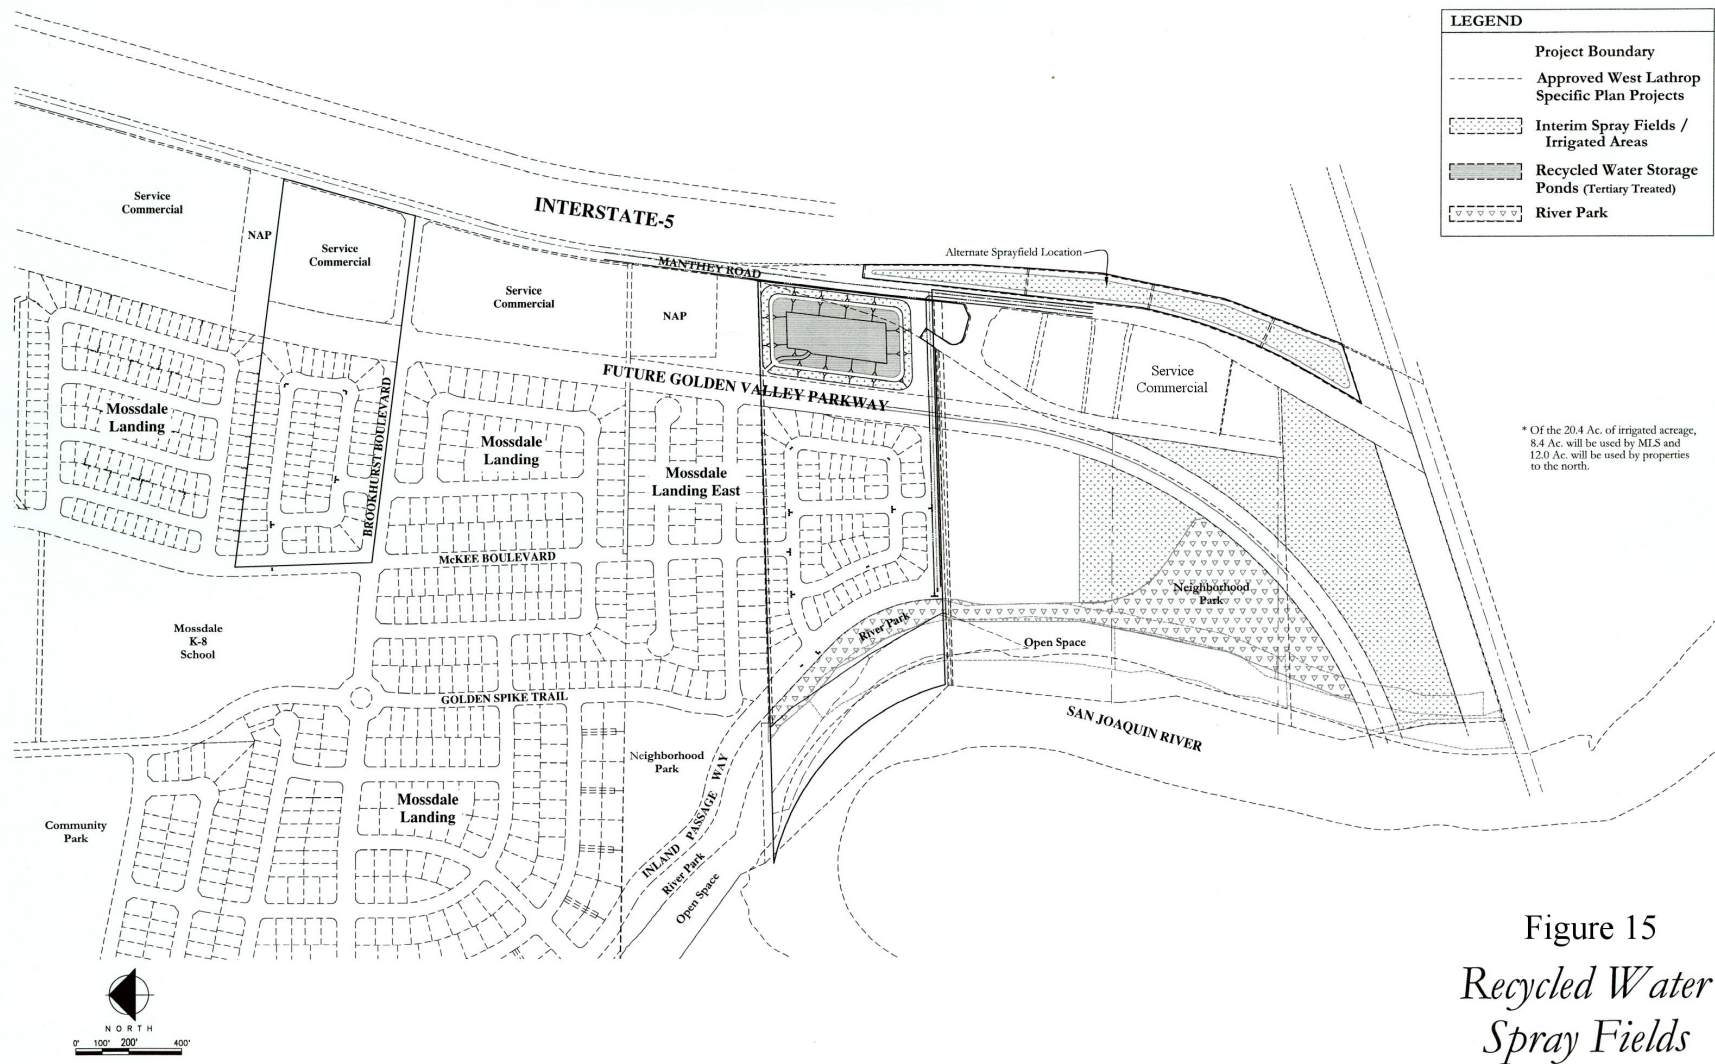 LEGEND
Project Boundary
Approved West Lathrop
Specific Plan Projects
Interim Spray Fields /
Irrigated Areas
Recycled Water Storage
Ponds (Tertiary Treated)
River Park
Service
Commercial
NAP
Service
Commercial
INTERSTATE-5
MANTHEY ROAD
Alternate Sprayfield Location
Service
Commercial
NAP
Service
Commercial
FUTURE GOLDEN VALLEY PARKWAY
Mossdale
Landing
BROOKHURST BOULEVARD
Mossdale
Landing
Mossdale
Landing East
* Of the 20.4 Ac. of irrigated acreage,
8.4 Ac. will be used by MLS and
12.0 Ac. will be used by properties
to the north.
McKEE BOULEVARD
Neighborhood
Park
River Park
Open Space
Mossdale
K-8
School
GOLDEN SPIKE TRAIL
SAN JOAQUIN RIVER
Neighborhood
Park
INLAND PASSAGE WAY
River Park
Open Space
Mossdale
Landing
Community
Park
NORTH
0' 100' 200' 400'
Figure 15
Recycled Water
Spray Fields